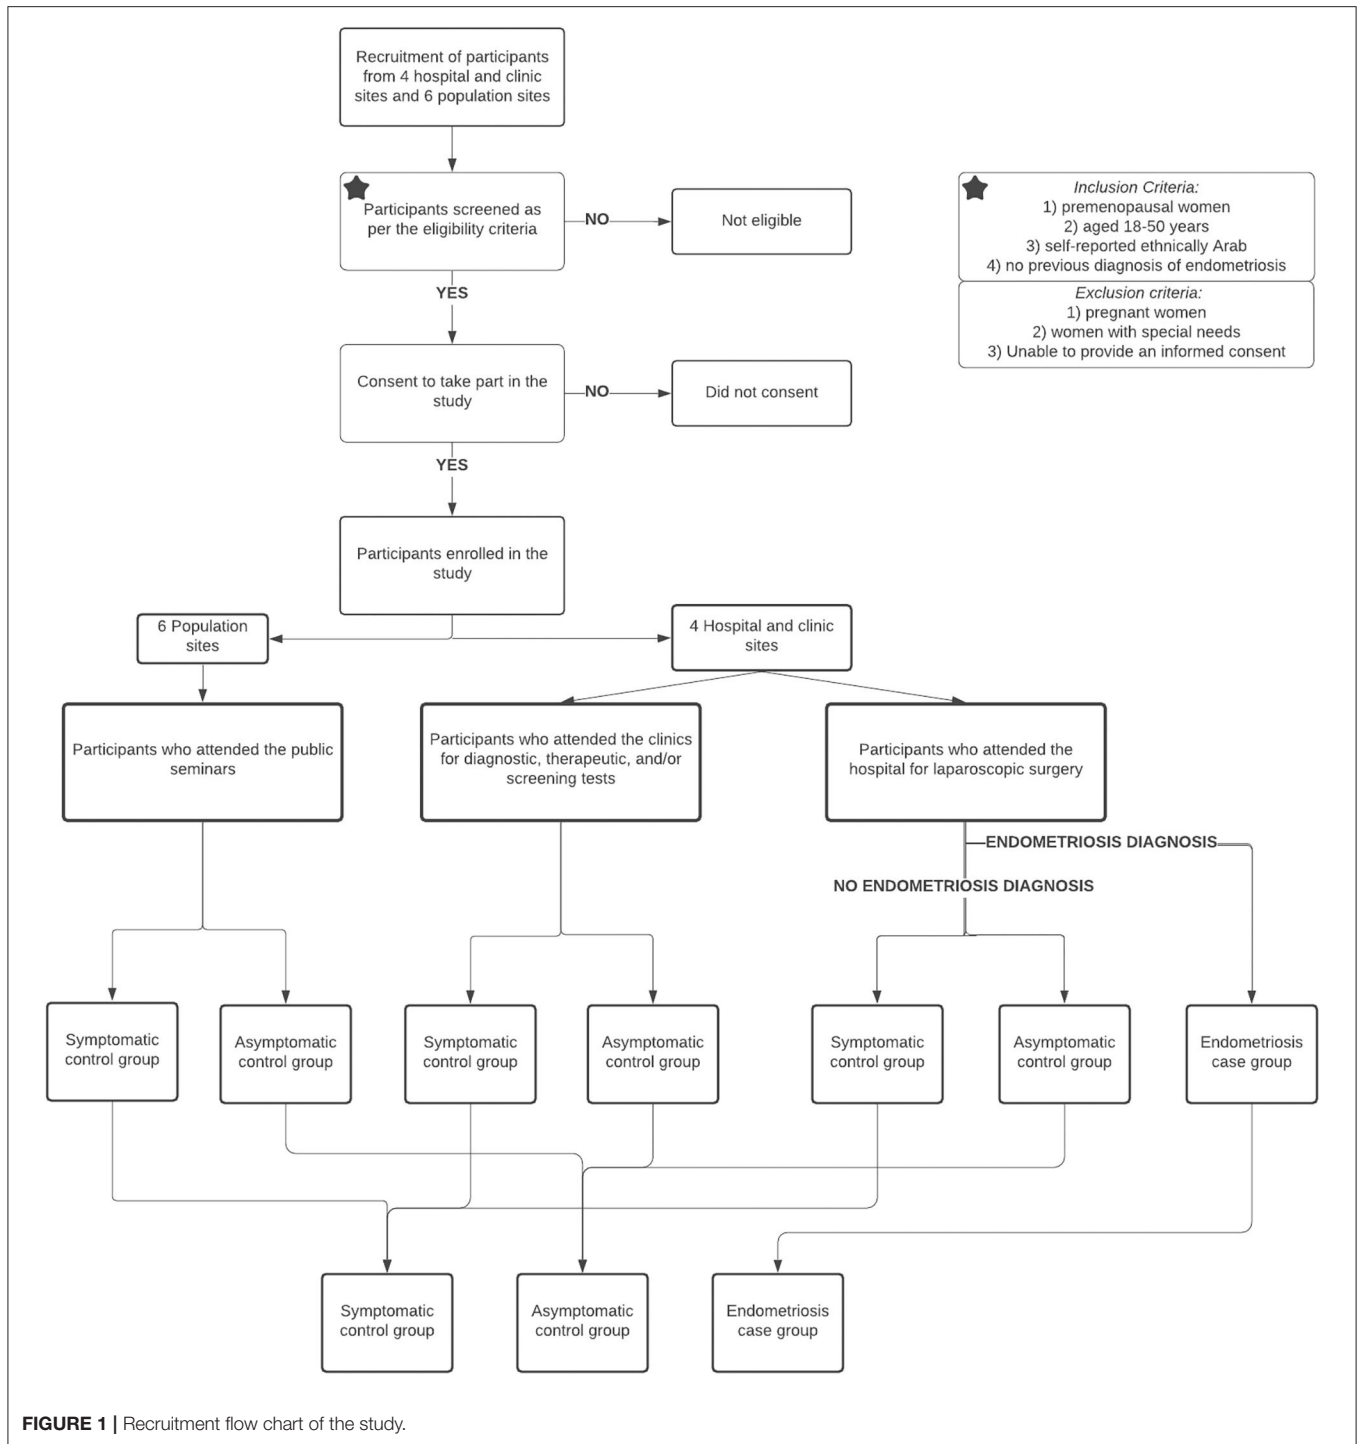 Recruitment of participants
from 4 hospital and clinic
sites and 6 population sites
Participants screened as
per the eligibility criteria
NO
Not eligible
Inclusion Criteria:
1) premenopausal women
2) aged 18-50 years
3) self-reported ethnically Arab
4) no previous diagnosis of endometriosis
Exclusion criteria:
1) pregnant women
2) women with special needs
3) Unable to provide an informed consent
YES
Consent to take part in the
study
NO
Did not consent
YES
Participants enrolled in the
study
6 Population
sites
4 Hospital and clinic
sites
Participants who attended the public
seminars
Participants who attended the clinics
for diagnostic, therapeutic, and/or
screening tests
Participants who attended the
hospital for laparoscopic surgery
ENDOMETRIOSIS DIAGNOSIS
NO ENDOMETRIOSIS DIAGNOSIS
Symptomatic
control group
Asymptomatic
control group
Symptomatic
control group
Asymptomatic
control group
Symptomatic
control group
Asymptomatic
control group
Endometriosis
case group
Symptomatic
control group
Asymptomatic
control group
Endometriosis
case group
FIGURE 1 | Recruitment flow chart of the study.